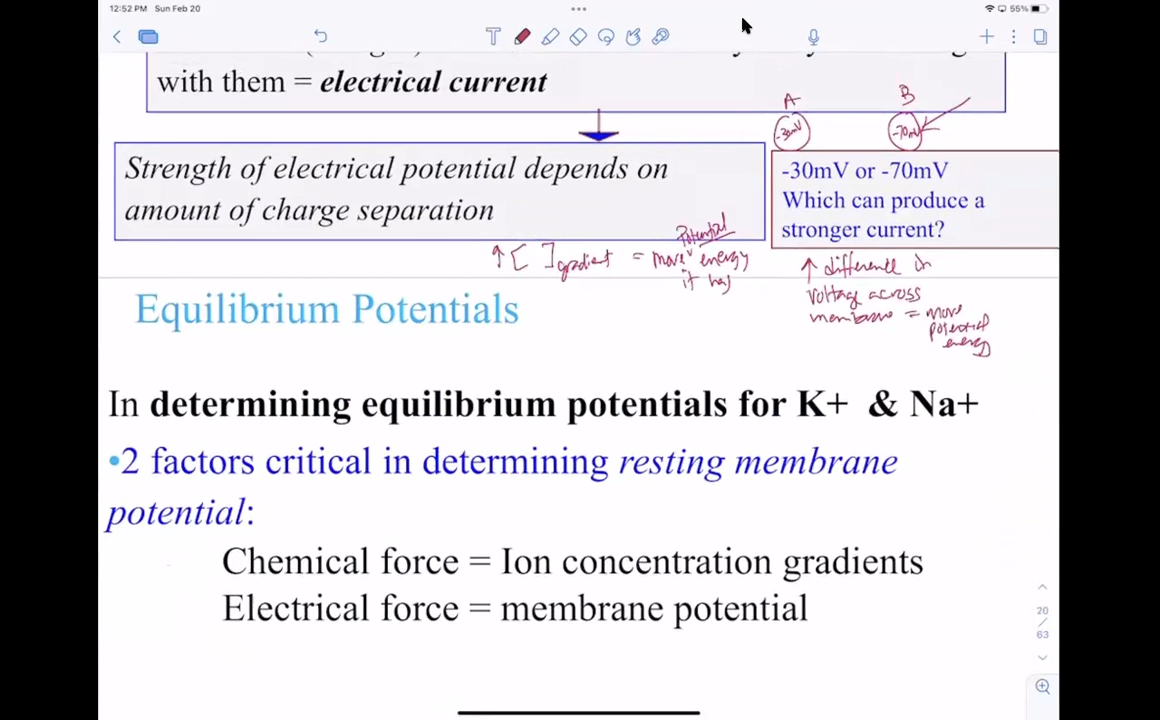 12:52 PM Sun Feb 20
55%
with them = electrical current
A
B
-30mV
-70mV
Strength of electrical potential depends on
amount of charge separation
-30mV or -70mV
Which can produce a
stronger current?
↑ [ ] gradient = more potential energy
it has
↑ difference in
voltage across
membrane = more
potential
energy
Equilibrium Potentials
In determining equilibrium potentials for K+ & Na+
•2 factors critical in determining resting membrane
potential:
Chemical force = Ion concentration gradients
Electrical force = membrane potential
20
/
63